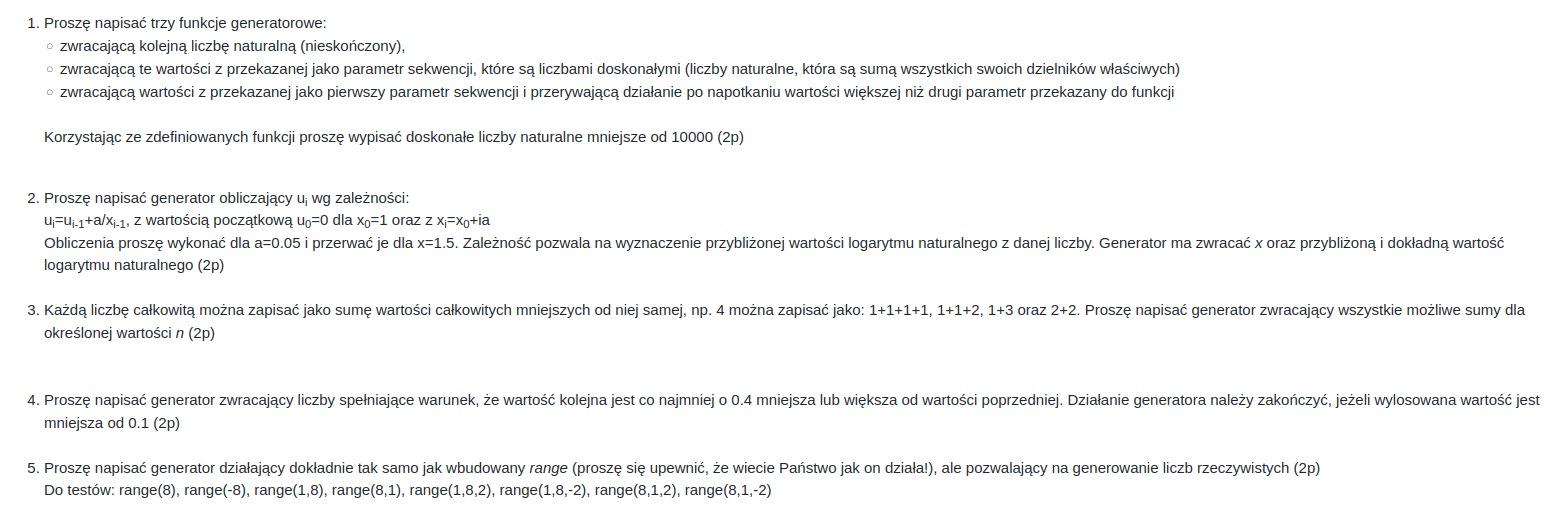 1. Proszę napisać trzy funkcje generatorowe:
○ zwracającą kolejną liczbę naturalną (nieskończony),
○ zwracającą te wartości z przekazanej jako parametr sekwencji, które są liczbami doskonałymi (liczby naturalne, która są sumą wszystkich swoich dzielników właściwych)
○ zwracającą wartości z przekazanej jako pierwszy parametr sekwencji i przerywającą działanie po napotkaniu wartości większej niż drugi parametr przekazany do funkcji
Korzystając ze zdefiniowanych funkcji proszę wypisać doskonałe liczby naturalne mniejsze od 10000 (2p)
2. Proszę napisać generator obliczający uᵢ wg zależności:
uᵢ=uᵢ₋₁+a/xᵢ₋₁, z wartością początkową u₀=0 dla x₀=1 oraz z xᵢ=x₀+ia
Obliczenia proszę wykonać dla a=0.05 i przerwać je dla x=1.5. Zależność pozwala na wyznaczenie przybliżonej wartości logarytmu naturalnego z danej liczby. Generator ma zwracać x oraz przybliżoną i dokładną wartość
logarytmu naturalnego (2p)
3. Każdą liczbę całkowitą można zapisać jako sumę wartości całkowitych mniejszych od niej samej, np. 4 można zapisać jako: 1+1+1+1, 1+1+2, 1+3 oraz 2+2. Proszę napisać generator zwracający wszystkie możliwe sumy dla
określonej wartości n (2p)
4. Proszę napisać generator zwracający liczby spełniające warunek, że wartość kolejna jest co najmniej o 0.4 mniejsza lub większa od wartości poprzedniej. Działanie generatora należy zakończyć, jeżeli wylosowana wartość jest
mniejsza od 0.1 (2p)
5. Proszę napisać generator działający dokładnie tak samo jak wbudowany range (proszę się upewnić, że wiecie Państwo jak on działa!), ale pozwalający na generowanie liczb rzeczywistych (2p)
Do testów: range(8), range(-8), range(1,8), range(8,1), range(1,8,2), range(1,8,-2), range(8,1,2), range(8,1,-2)